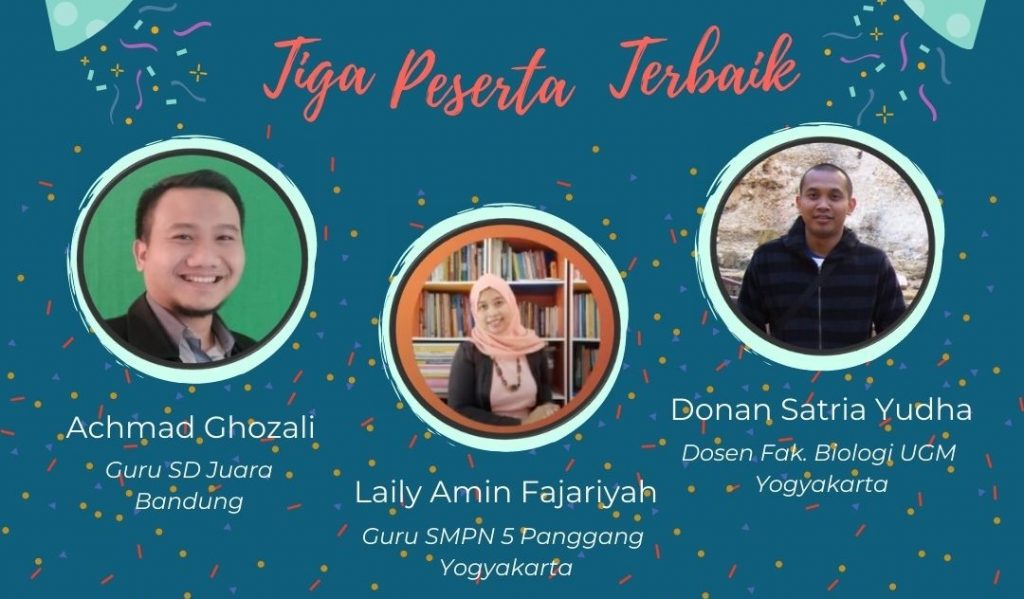 Tiga Peserta Terbaik
Achmad Ghozali
Guru SD Juara
Bandung
Laily Amin Fajariyah
Guru SMPN 5 Panggang
Yogyakarta
Donan Satria Yudha
Dosen Fak. Biologi UGM
Yogyakarta